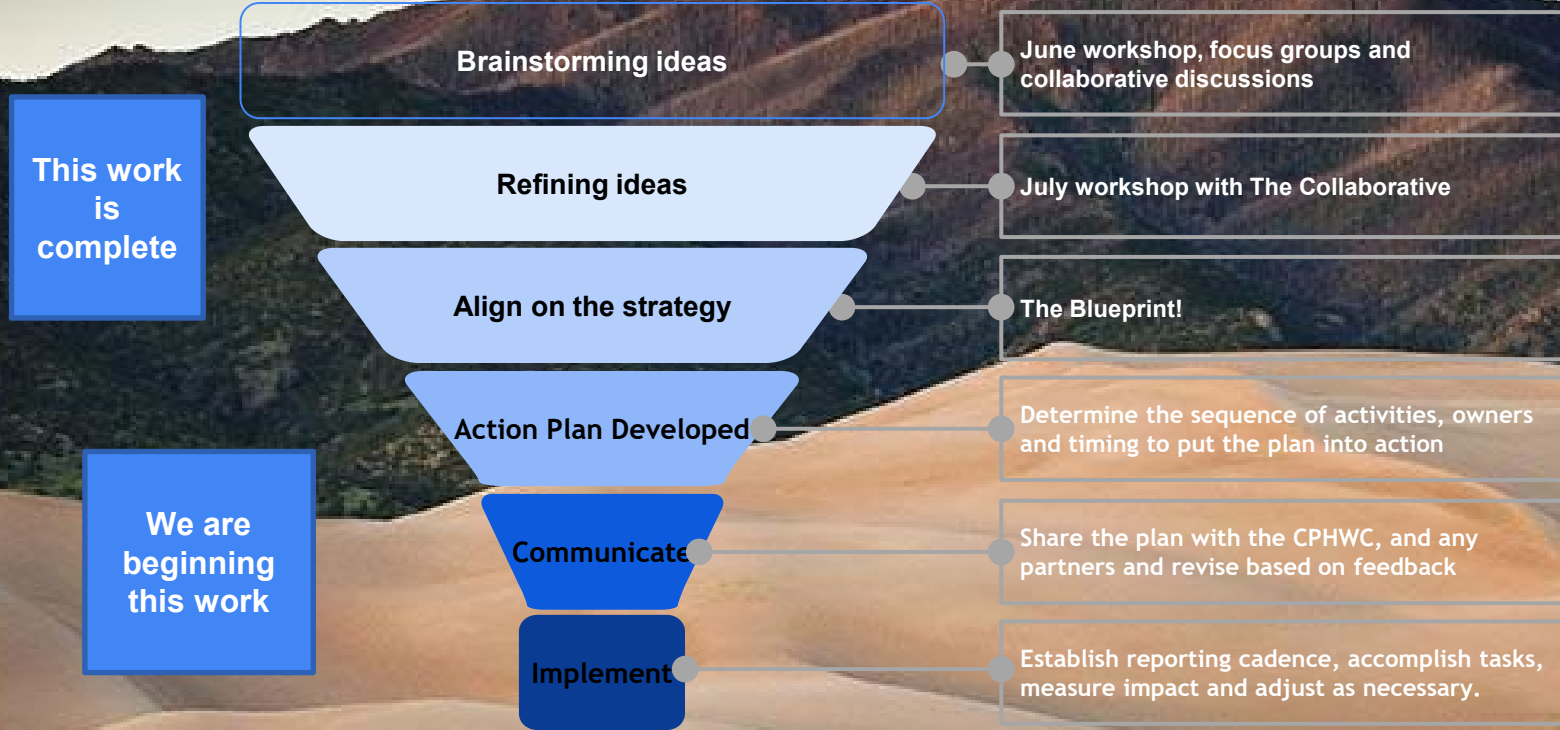 Brainstorming ideas
June workshop, focus groups and
collaborative discussions
This work
is
complete
Refining ideas
July workshop with The Collaborative
Align on the strategy
The Blueprint!
Action Plan Developed
Determine the sequence of activities, owners
and timing to put the plan into action
We are
beginning
this work
Communicate
Share the plan with the CPHWC, and any
partners and revise based on feedback
Implement
Establish reporting cadence, accomplish tasks,
measure impact and adjust as necessary.